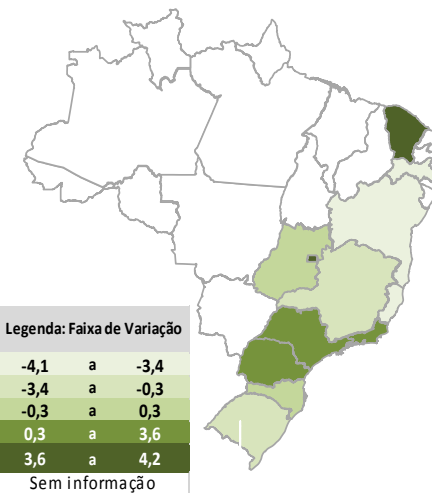 Legenda: Faixa de Variação
-4,1 a -3,4
-3,4 a -0,3
-0,3 a 0,3
0,3 a 3,6
3,6 a 4,2
Sem informação